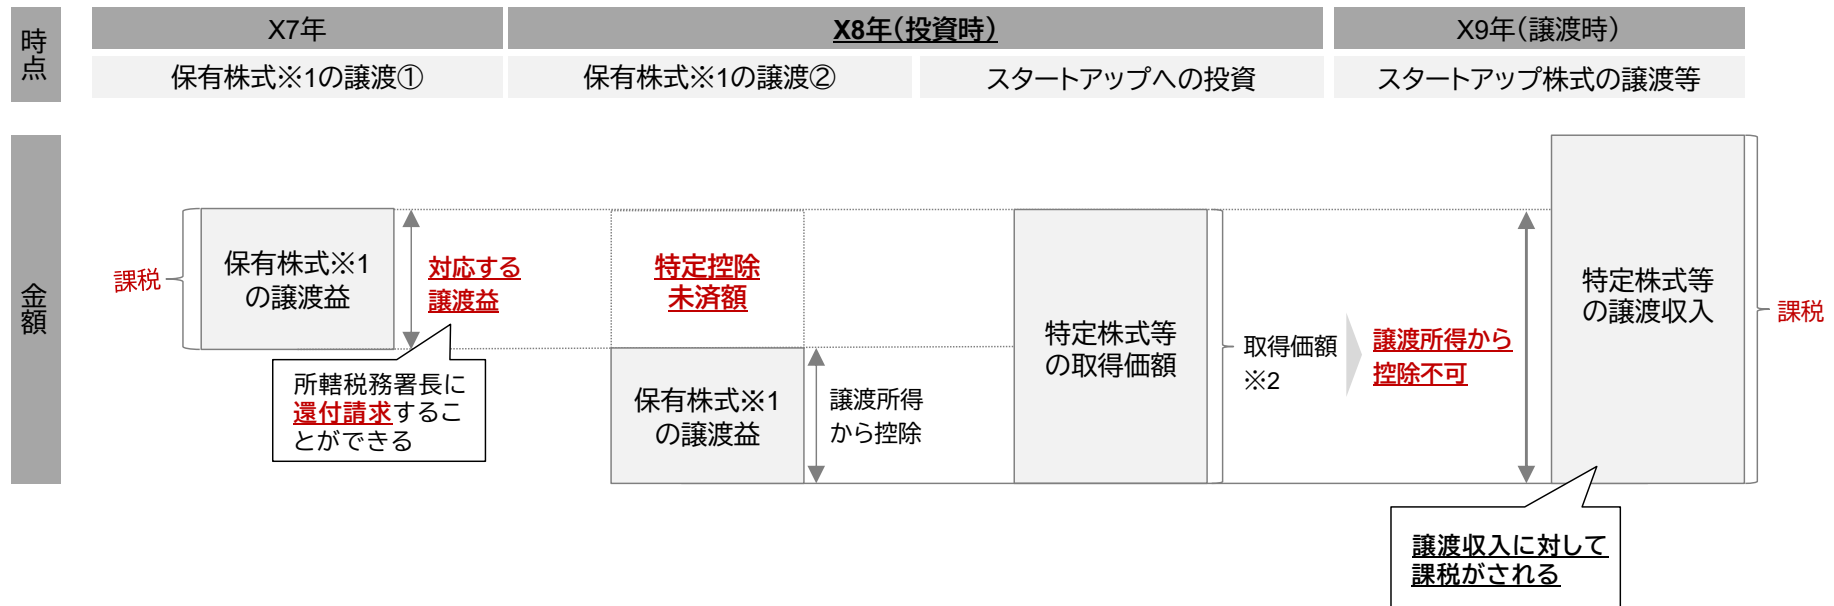 時点
X7年
X8年（投資時）
X9年（譲渡時）
保有株式※1の譲渡①
保有株式※1の譲渡②
スタートアップへの投資
スタートアップ株式の譲渡等
金額
課税
保有株式※1
の譲渡益
対応する
譲渡益
所轄税務署長に
還付請求するこ
とができる
特定控除
未済額
保有株式※1
の譲渡益
譲渡所得
から控除
特定株式等
の取得価額
取得価額
※2
譲渡所得から
控除不可
特定株式等
の譲渡収入
課税
譲渡収入に対して
課税がされる